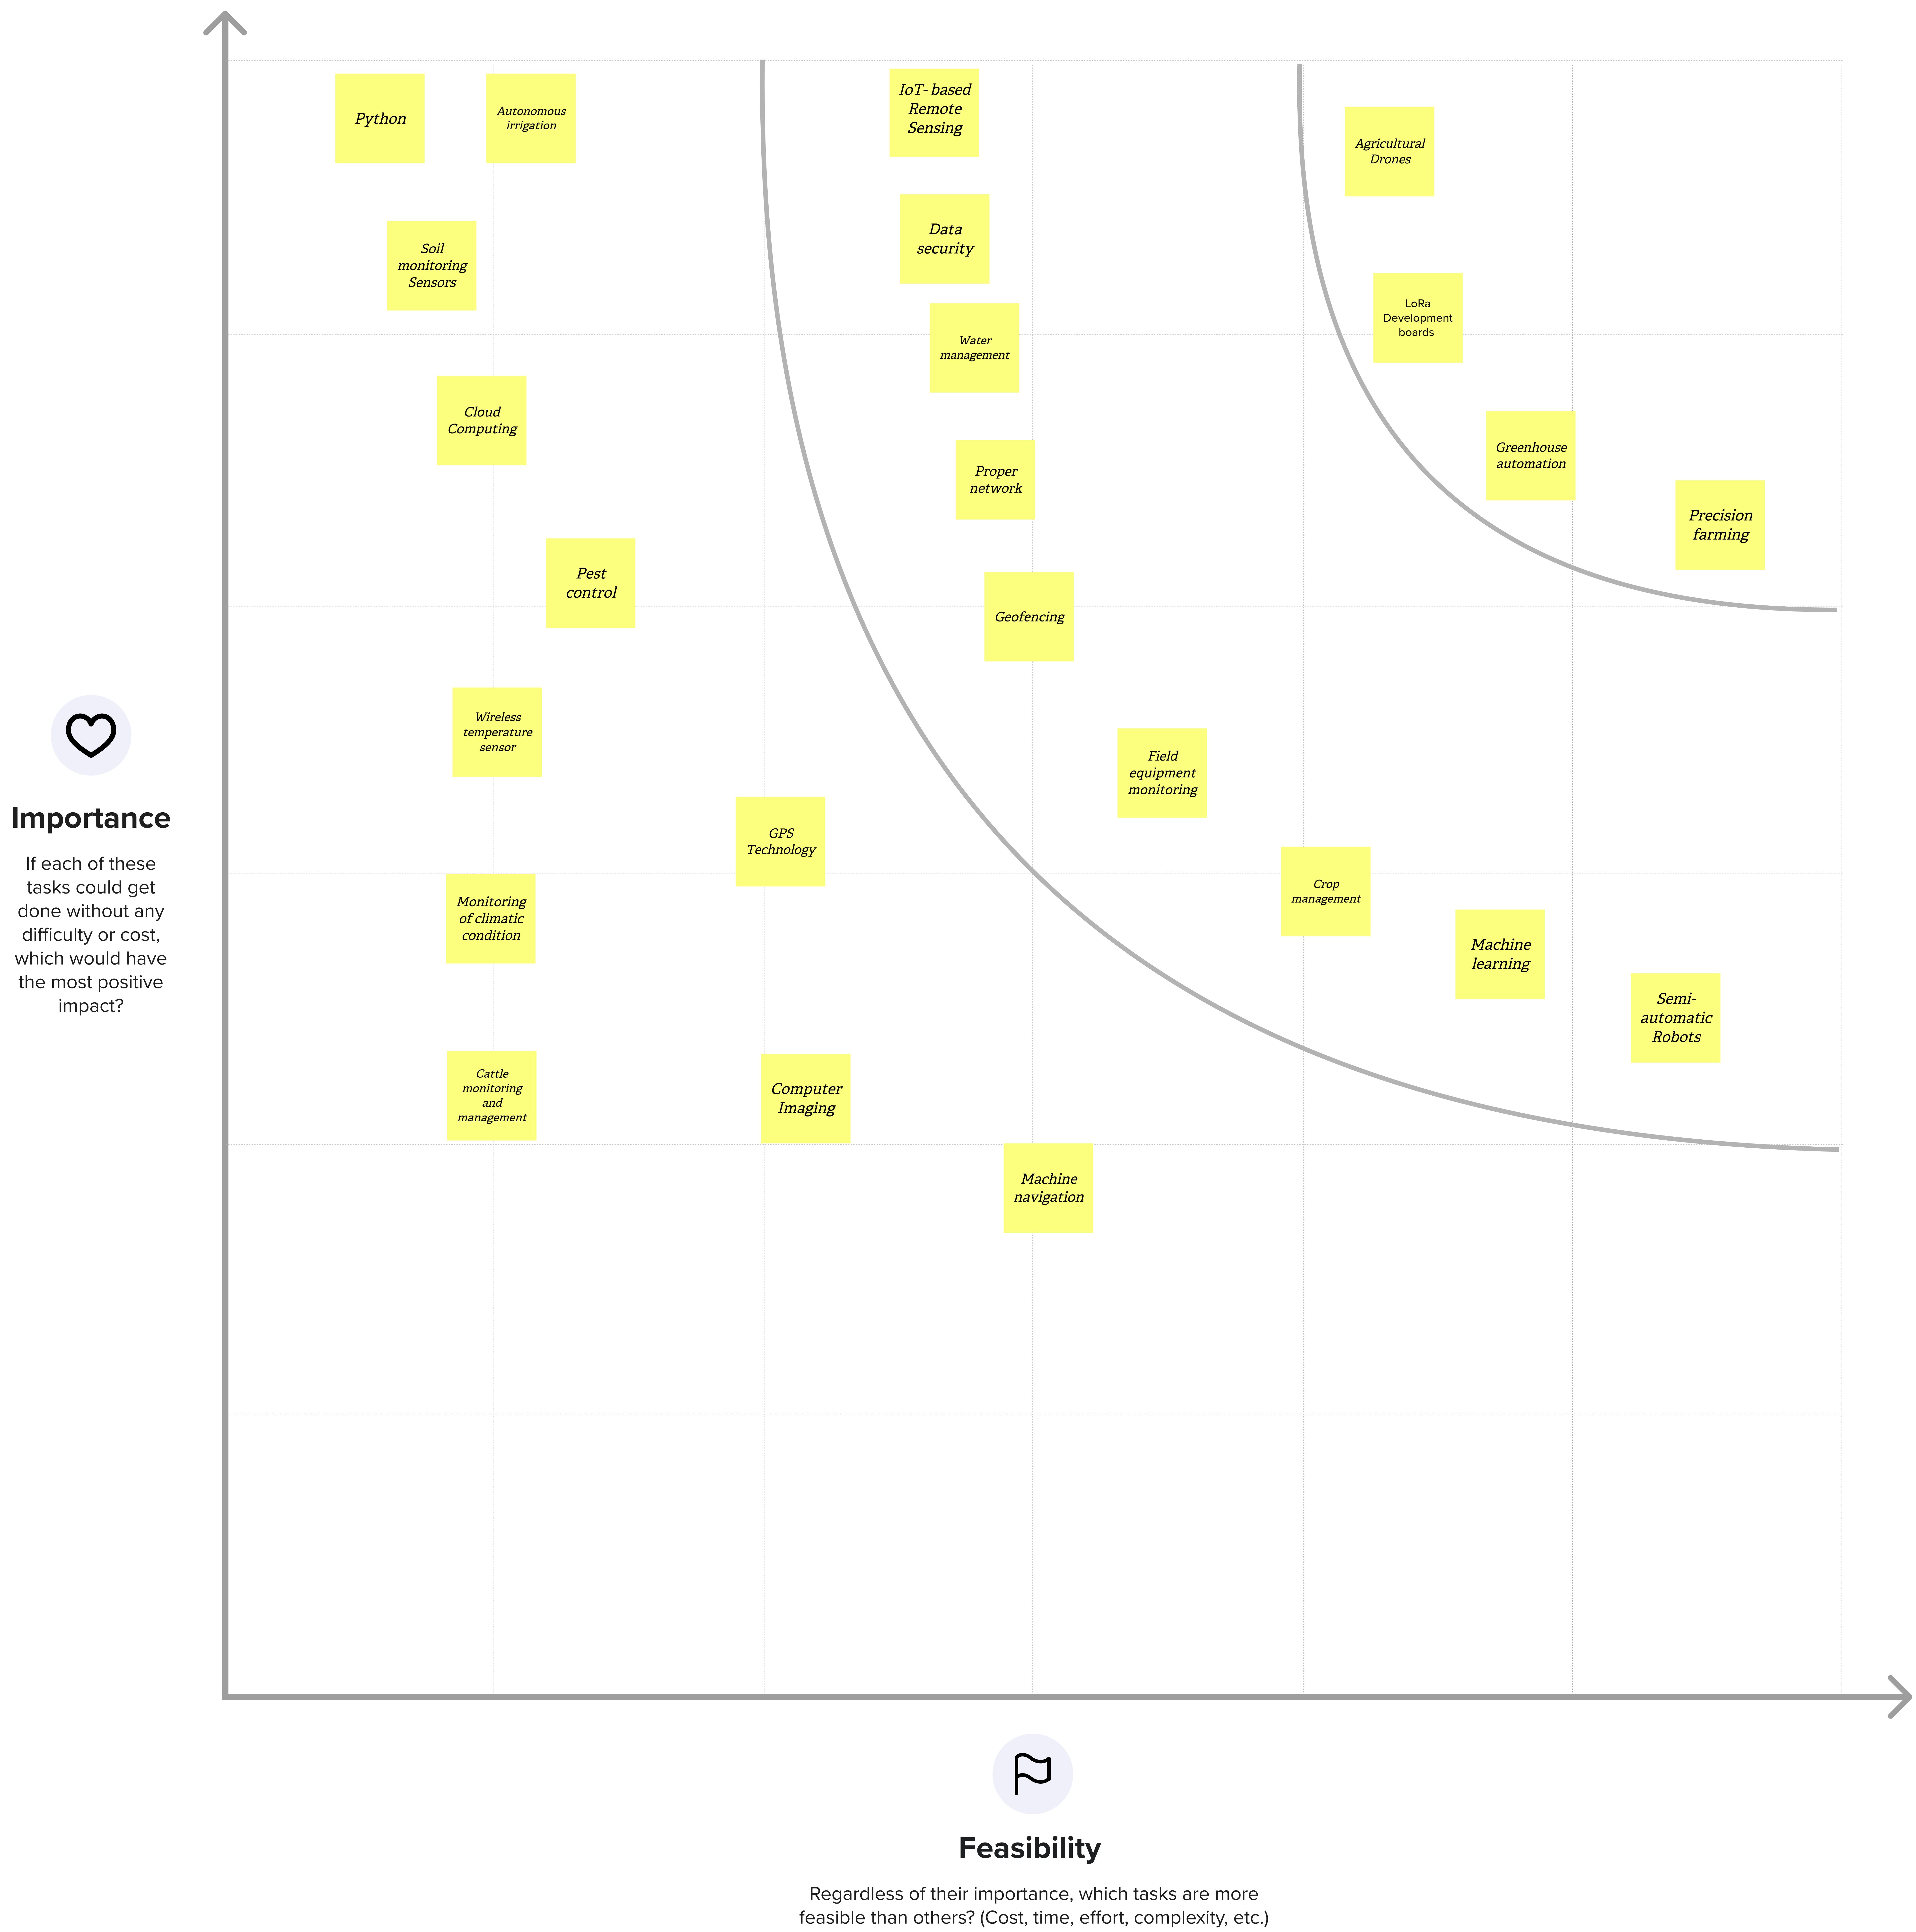 Python
Autonomous
irrigation
IoT- based
Remote
Sensing
Agricultural
Drones
Soil
monitoring
Sensors
Data
security
LoRa
Development
boards
Water
management
Cloud
Computing
Proper
network
Greenhouse
automation
Precision
farming
Pest
control
Geofencing
Wireless
temperature
sensor
Field
equipment
monitoring
GPS
Technology
Crop
management
Monitoring
of climatic
condition
Machine
learning
Semi-
automatic
Robots
Cattle
monitoring
and
management
Computer
Imaging
Machine
navigation
Importance
If each of these
tasks could get
done without any
difficulty or cost,
which would have
the most positive
impact?
Feasibility
Regardless of their importance, which tasks are more
feasible than others? (Cost, time, effort, complexity, etc.)